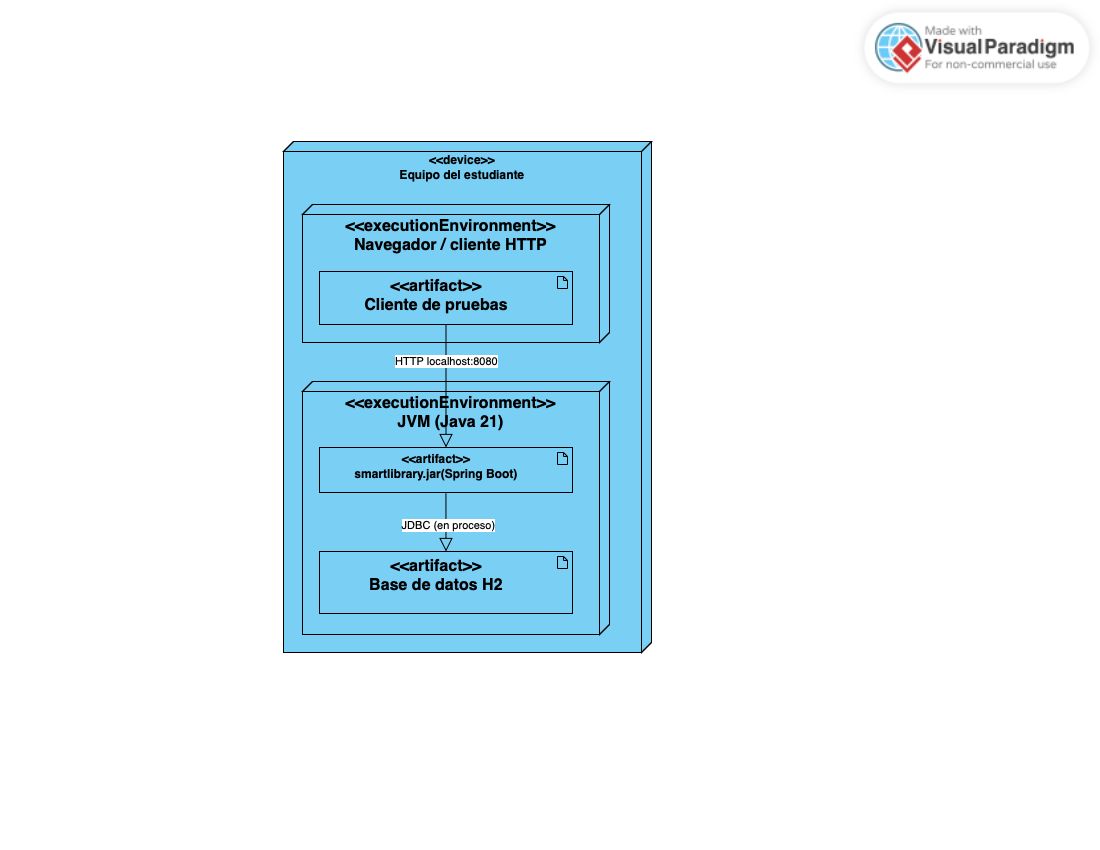 Made with
Visual Paradigm
For non-commercial use
<<device>>
Equipo del estudiante
<<executionEnvironment>>
Navegador / cliente HTTP
<<artifact>>
Cliente de pruebas
HTTP localhost:8080
<<executionEnvironment>>
JVM (Java 21)
<<artifact>>
smartlibrary.jar(Spring Boot)
JDBC (en proceso)
<<artifact>>
Base de datos H2